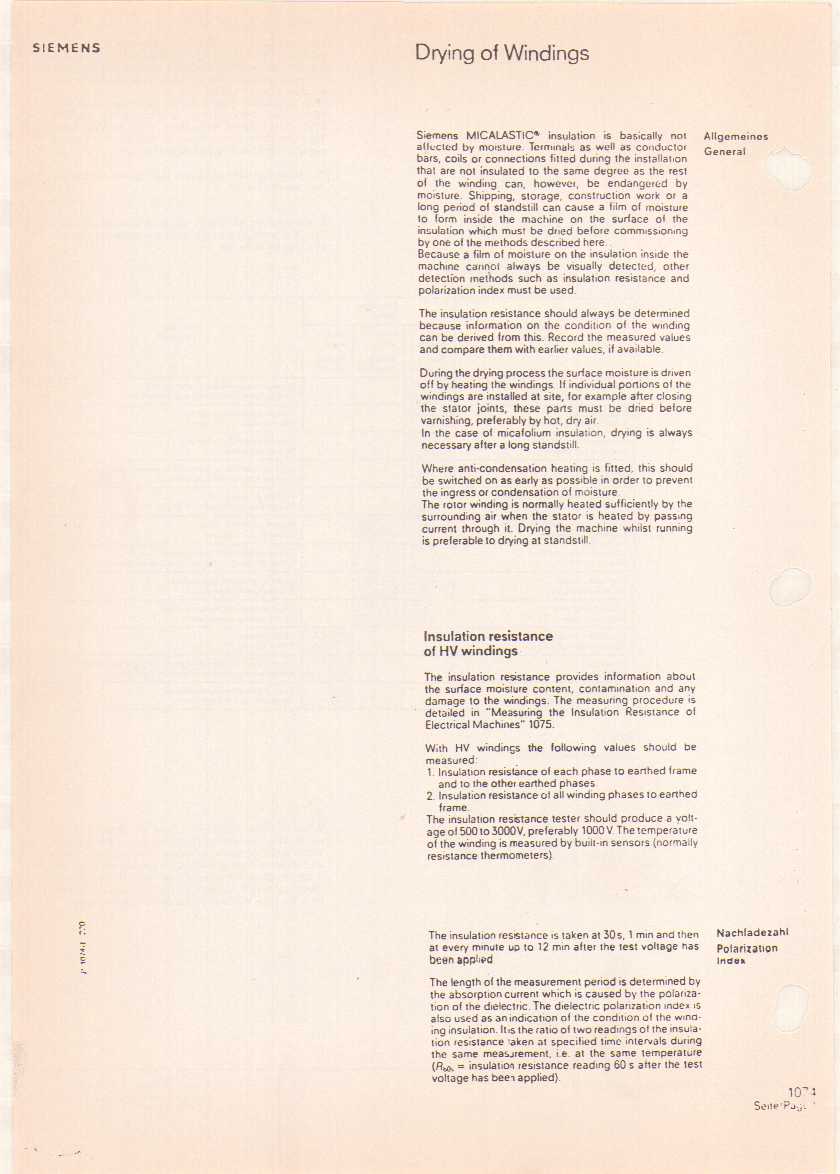 SIEMENS
Drying of Windings
Siemens MICALASTIC® insulation is basically not
affected by moisture. Terminals as well as conductor
bars, coils or connections fitted during the installation
that are not insulated to the same degree as the rest
of the winding can, however, be endangered by
moisture. Shipping, storage, construction work or a
long period of standstill can cause a film of moisture
to form inside the machine on the surface of the
insulation which must be dried before commissioning
by one of the methods described here.
Because a film of moisture on the insulation inside the
machine cannot always be visually detected, other
detection methods such as insulation resistance and
polarization index must be used.
Allgemeines
General
The insulation resistance should always be determined
because information on the condition of the winding
can be derived from this. Record the measured values
and compare them with earlier values, if available.
During the drying process the surface moisture is driven
off by heating the windings. If individual portions of the
windings are installed at site, for example after closing
the stator joints, these parts must be dried before
varnishing, preferably by hot, dry air.
In the case of micafolium insulation, drying is always
necessary after a long standstill.
Where anti-condensation heating is fitted, this should
be switched on as early as possible in order to prevent
the ingress or condensation of moisture.
The rotor winding is normally heated sufficiently by the
surrounding air when the stator is heated by passing
current through it. Drying the machine whilst running
is preferable to drying at standstill.
Insulation resistance
of HV windings
The insulation resistance provides information about
the surface moisture content, contamination and any
damage to the windings. The measuring procedure is
detailed in "Measuring the Insulation Resistance of
Electrical Machines" 1075.
With HV windings the following values should be
measured:
1. Insulation resistance of each phase to earthed frame
and to the other earthed phases.
2. Insulation resistance of all winding phases to earthed
frame.
The insulation resistance tester should produce a volt-
age of 500 to 3000 V, preferably 1000 V. The temperature
of the winding is measured by built-in sensors (normally
resistance thermometers).
The insulation resistance is taken at 30 s, 1 min and then
at every minute up to 12 min after the test voltage has
been applied
Nachladezahl
Polarization
Index
The length of the measurement period is determined by
the absorption current which is caused by the polariza-
tion of the dielectric. The dielectric polarization index is
also used as an indication of the condition of the wind-
ing insulation. It is the ratio of two readings of the insula-
tion resistance taken at specified time intervals during
the same measurement, i.e. at the same temperature
(R60s = insulation resistance reading 60 s after the test
voltage has been applied).
1074
Seite/Page